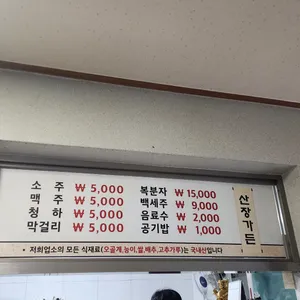 소 주 ₩ 5,000
맥 주 ₩ 5,000
청 하 ₩ 5,000
막걸리 ₩ 5,000
복분자 ₩ 15,000
백세주 ₩ 9,000
음료수 ₩ 2,000
공기밥 ₩ 1,000
산장가든
저희업소의 모든 식재료(오골계,능이,쌀,배추,고추가루)는 국내산입니다